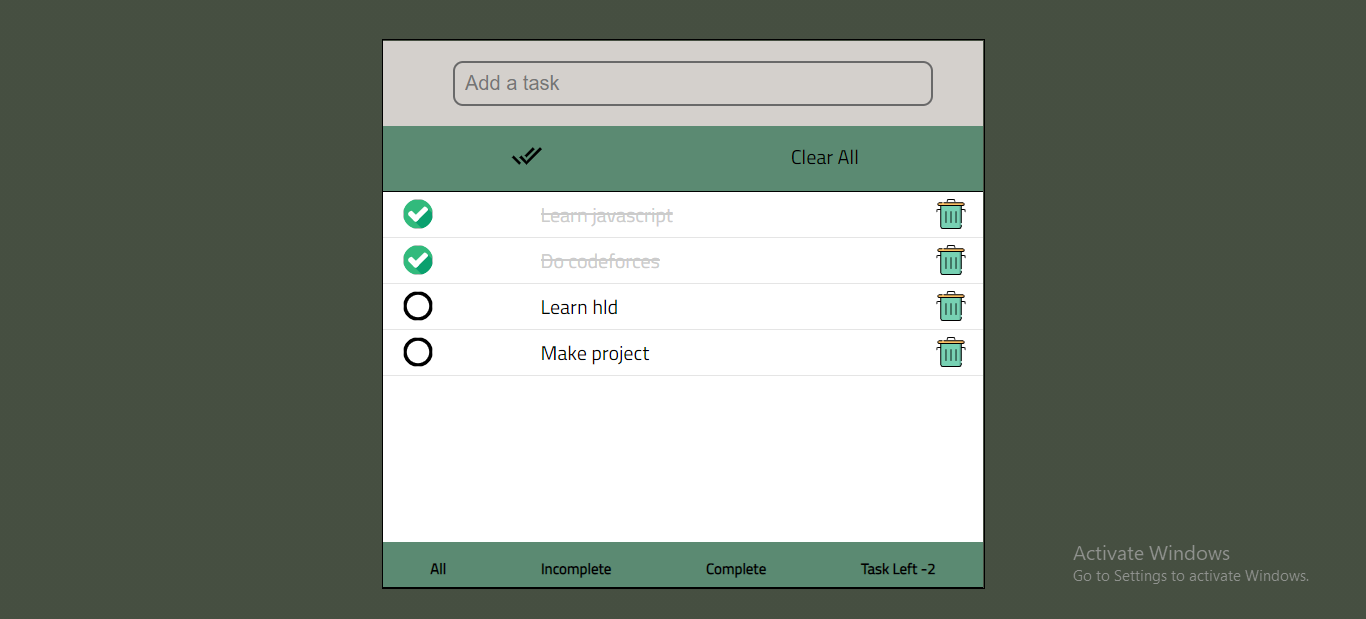 Add a task
Clear All
Learn javascript
Do codeforces
Learn hld
Make project
All Incomplete Complete Task Left -2
Activate Windows
Go to Settings to activate Windows.